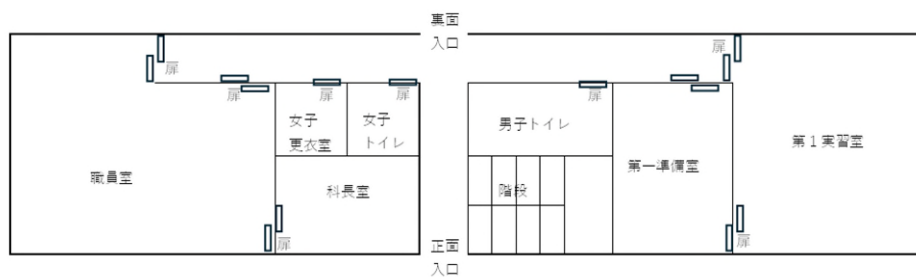 裏面
入口
扉
扉
扉
扉
扉
扉
女子
更衣室
女子
トイレ
男子トイレ
職員室
科長室
階段
第一準備室
第１実習室
扉
扉
正面
入口